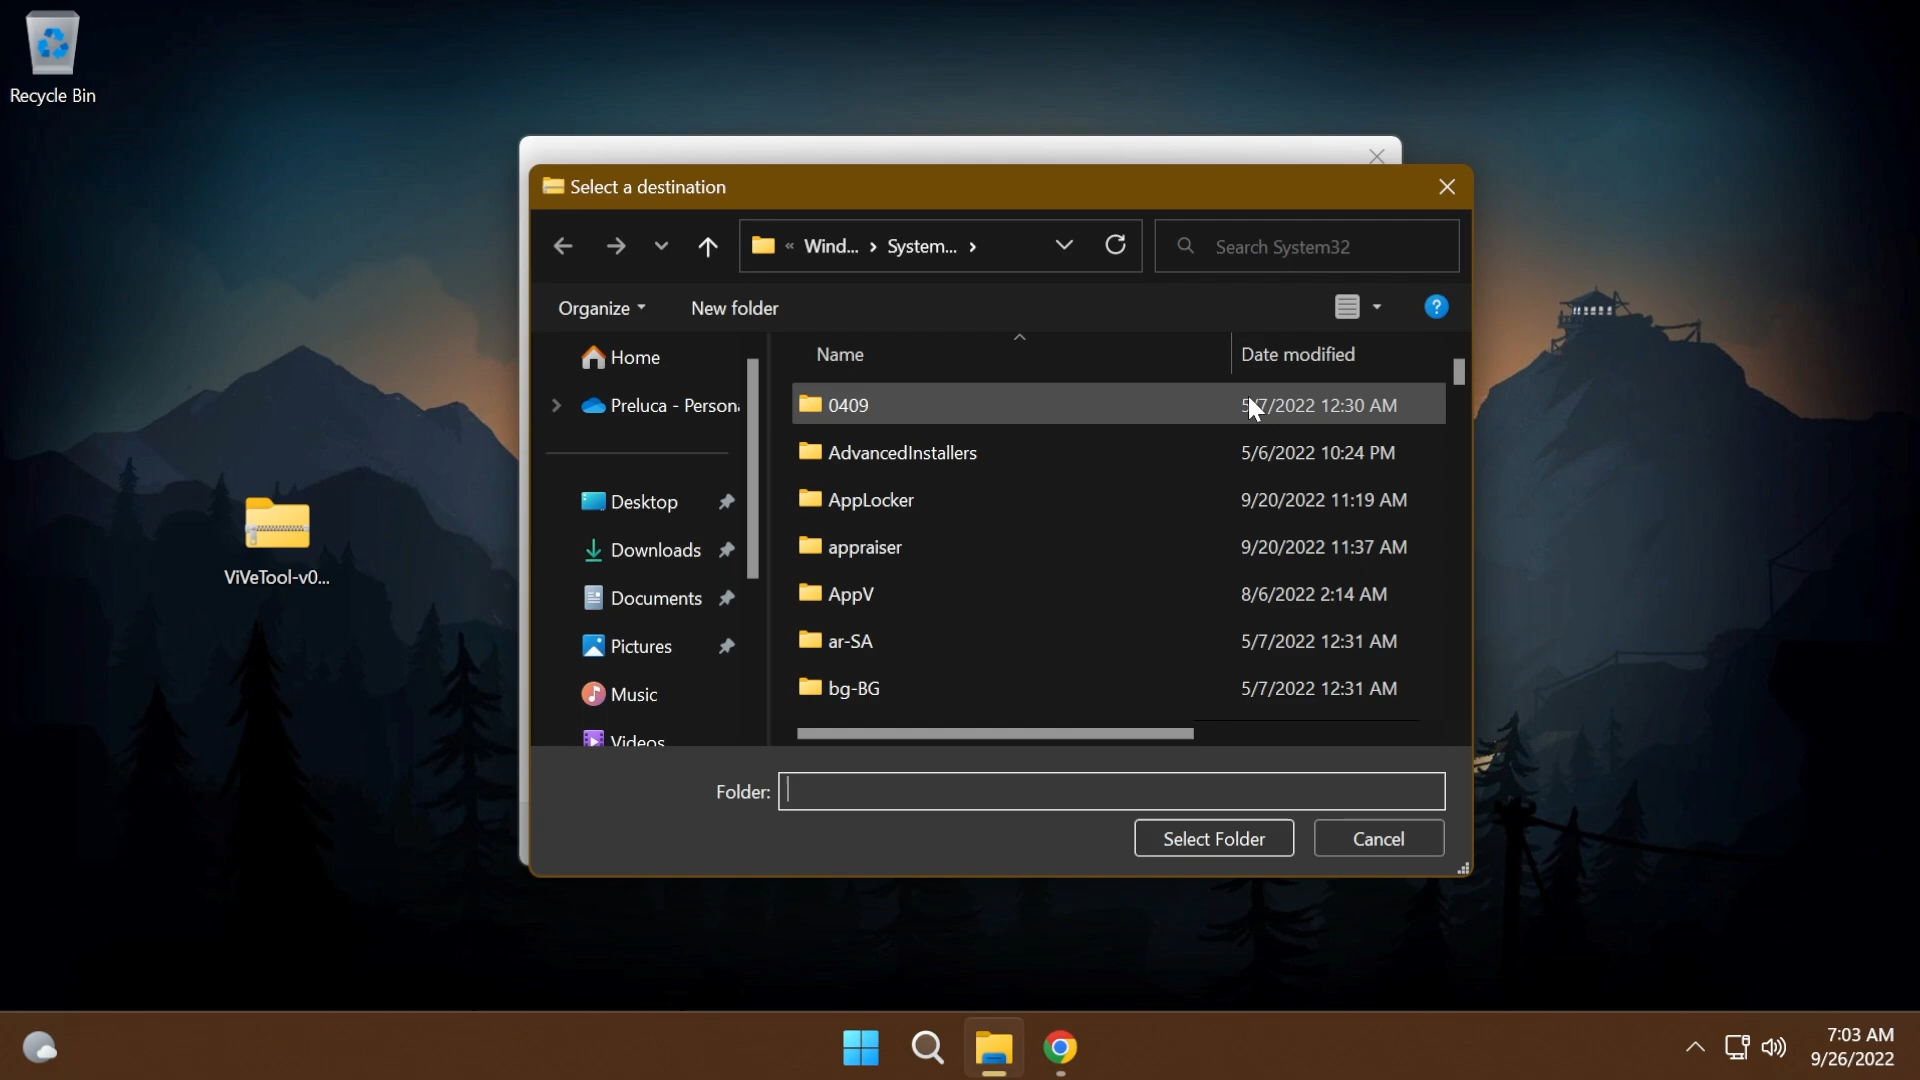 Recycle Bin
ViVeTool-v0...
Select a destination
« Wind... › System... ›
Search System32
Organize
New folder
Home
Preluca - Person
Desktop
Downloads
Documents
Pictures
Music
Videos
Name
Date modified
0409
5/7/2022 12:30 AM
AdvancedInstallers
5/6/2022 10:24 PM
AppLocker
9/20/2022 11:19 AM
appraiser
9/20/2022 11:37 AM
AppV
8/6/2022 2:14 AM
ar-SA
5/7/2022 12:31 AM
bg-BG
5/7/2022 12:31 AM
Folder:
Select Folder
Cancel
7:03 AM
9/26/2022